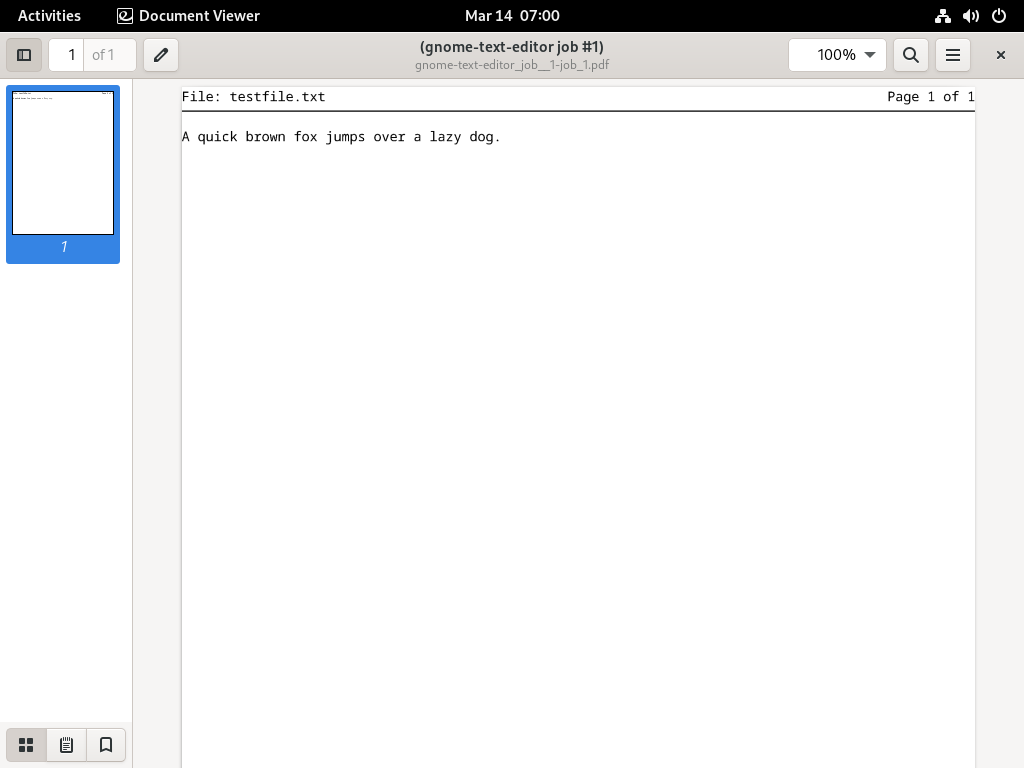 Activities
Document Viewer
Mar 14 07:00
1 of 1
(gnome-text-editor job #1)
gnome-text-editor_job__1-job_1.pdf
100%
1
File: testfile.txt
Page 1 of 1
A quick brown fox jumps over a lazy dog.